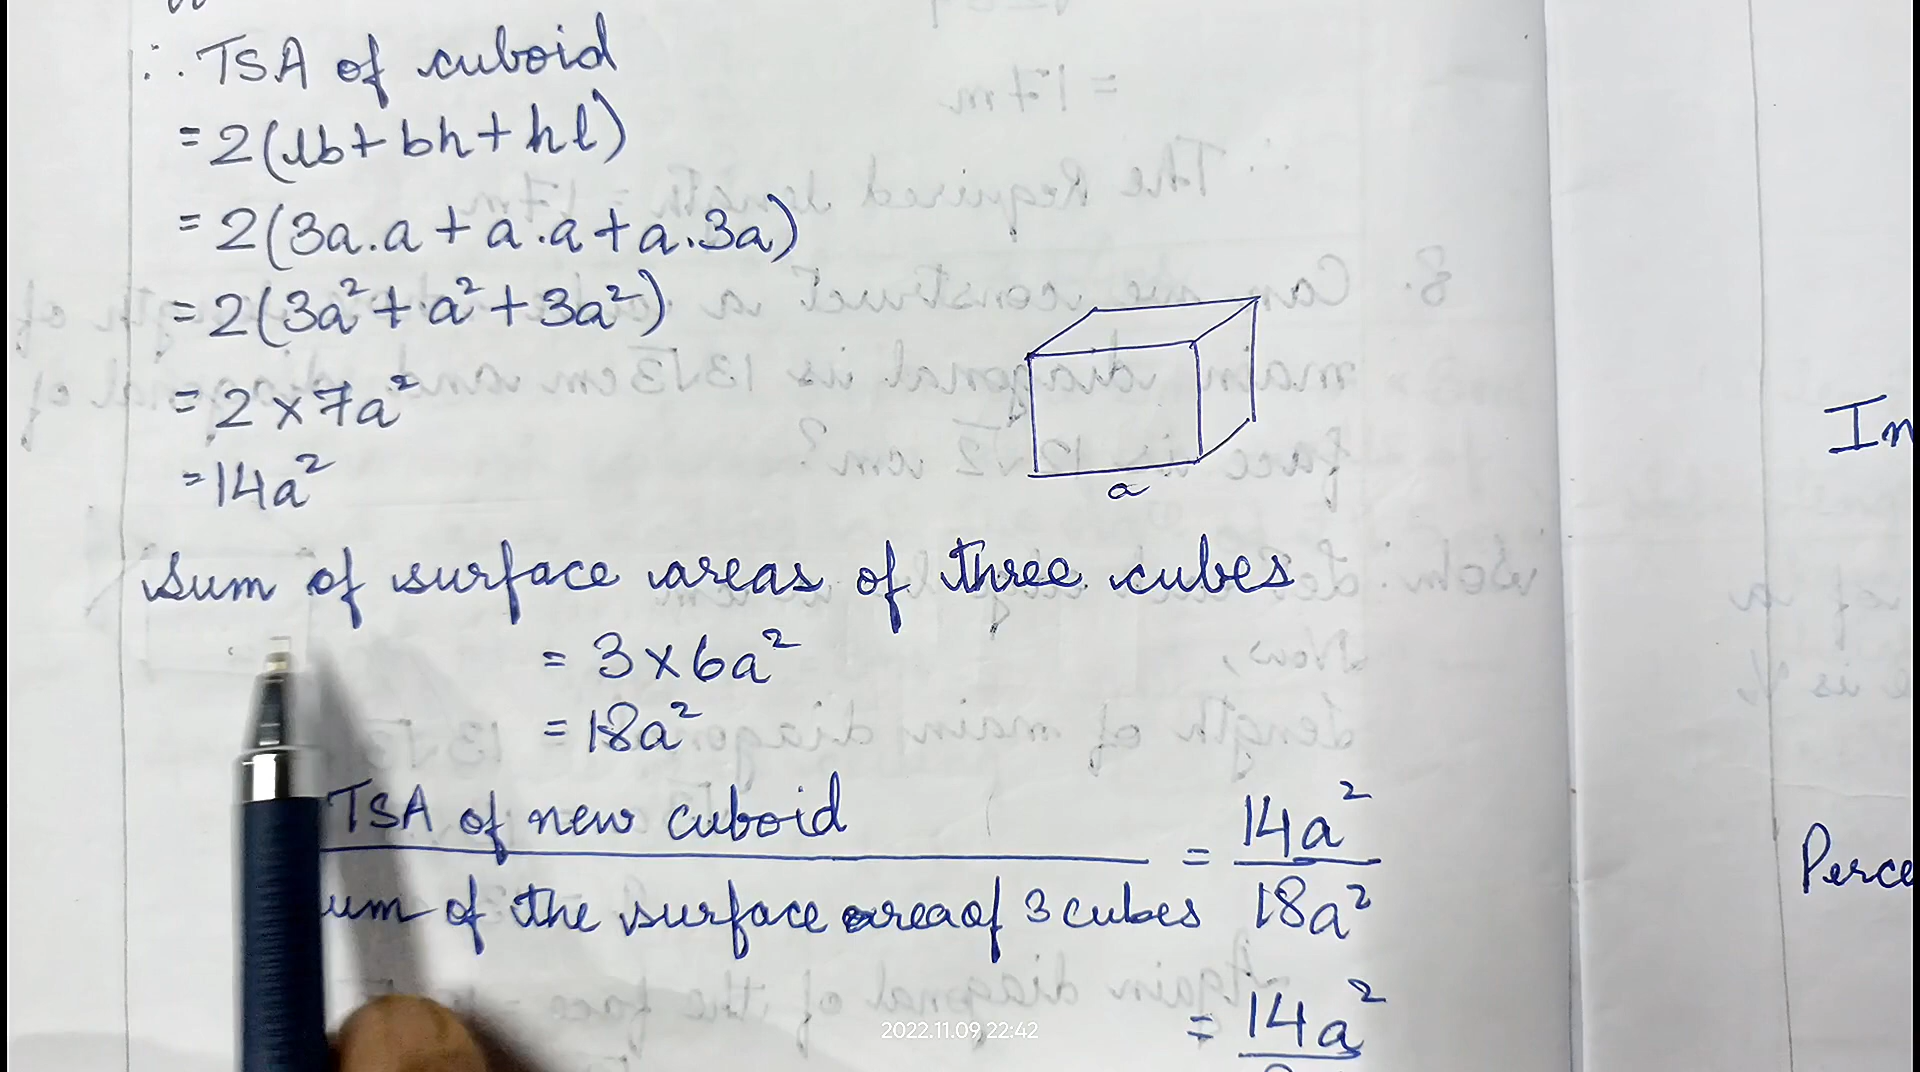 ∴ TSA of cuboid
= 2(lb + bh + hl)
= 2(3a.a + a.a + a.3a)
= 2(3a² + a² + 3a²)
= 2 × 7a²
= 14a²
a
Sum of surface areas of three cubes
= 3 × 6a²
= 18a²
TSA of new cuboid = 14a²
um of the surface area of 3 cubes 18a²
= 14a²
In
Perce
2022.11.09 22:42